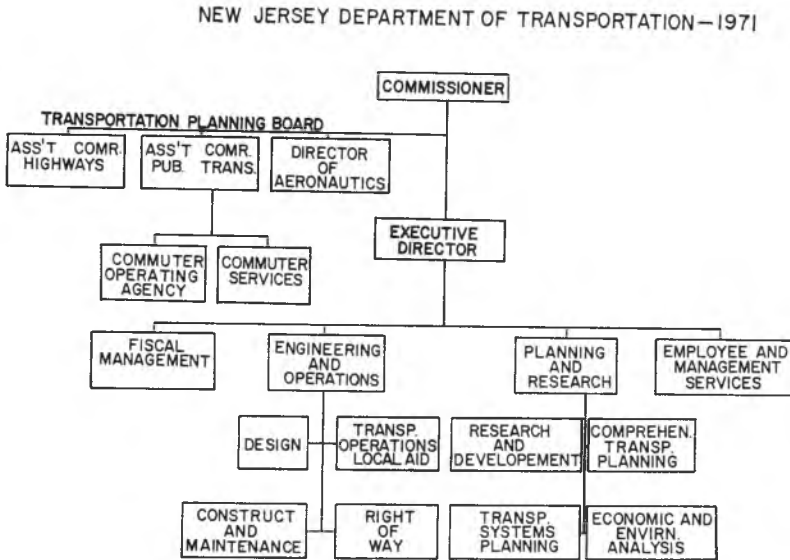 NEW JERSEY DEPARTMENT OF TRANSPORTATION—1971
COMMISSIONER
TRANSPORTATION PLANNING BOARD
ASS'T COMR.
HIGHWAYS
ASS'T COMR.
PUB. TRANS.
DIRECTOR
OF
AERONAUTICS
EXECUTIVE
DIRECTOR
COMMUTER
OPERATING
AGENCY
COMMUTER
SERVICES
FISCAL
MANAGEMENT
ENGINEERING
AND
OPERATIONS
PLANNING
AND
RESEARCH
EMPLOYEE AND
MANAGEMENT
SERVICES
DESIGN
TRANSP.
OPERATIONS
LOCAL AID
RESEARCH
AND
DEVELOPEMENT
COMPREHEN.
TRANSP.
PLANNING
CONSTRUCT
AND
MAINTENANCE
RIGHT
OF
WAY
TRANSP.
SYSTEMS
PLANNING
ECONOMIC AND
ENVIRN.
ANALYSIS